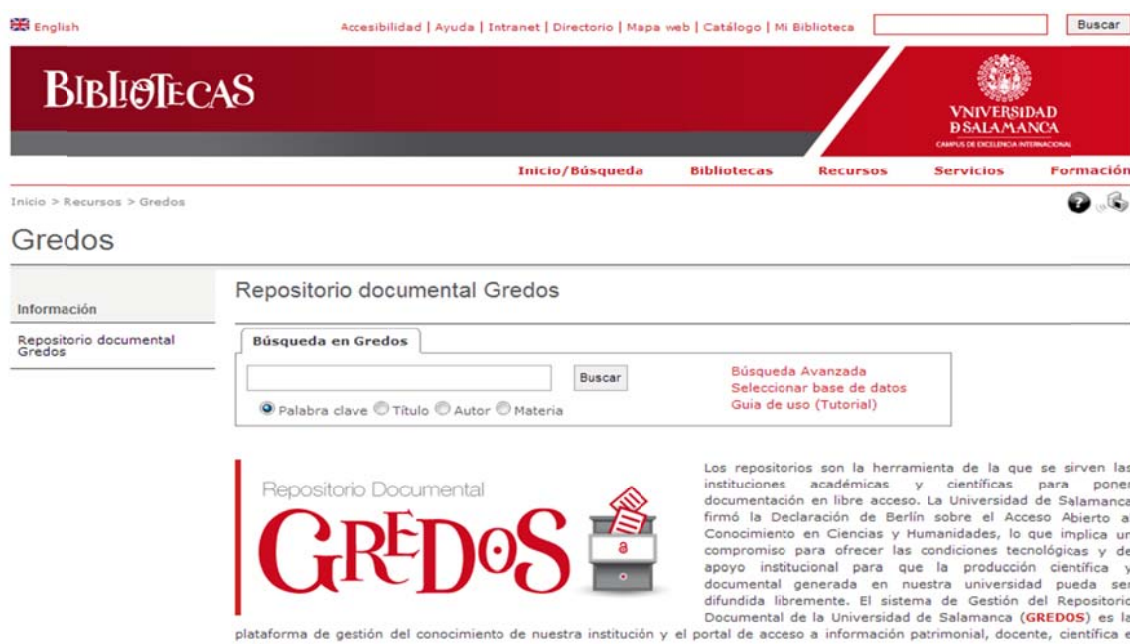 English
Accesibilidad | Ayuda | Intranet | Directorio | Mapa web | Catálogo | Mi Biblioteca
Buscar
BIBLIOTECAS
VNIVERSIDAD
D SALAMANCA
CAMPUS DE EXCELENCIA INTERNACIONAL
Inicio/Búsqueda Bibliotecas Recursos Servicios Formación
Inicio > Recursos > Gredos
Gredos
Información
Repositorio documental
Gredos
Repositorio documental Gredos
Búsqueda en Gredos
Buscar
Palabra clave Título Autor Materia
Búsqueda Avanzada
Seleccionar base de datos
Guia de uso (Tutorial)
Repositorio Documental
GREDOS
Los repositorios son la herramienta de la que se sirven las
instituciones académicas y científicas para poner
documentación en libre acceso. La Universidad de Salamanca
firmó la Declaración de Berlín sobre el Acceso Abierto al
Conocimiento en Ciencias y Humanidades, lo que implica un
compromiso para ofrecer las condiciones tecnológicas y de
apoyo institucional para que la producción científica y
documental generada en nuestra universidad pueda ser
difundida libremente. El sistema de Gestión del Repositorio
Documental de la Universidad de Salamanca (GREDOS) es la
plataforma de gestión del conocimiento de nuestra institución y el portal de acceso a información patrimonial, docente, científica e